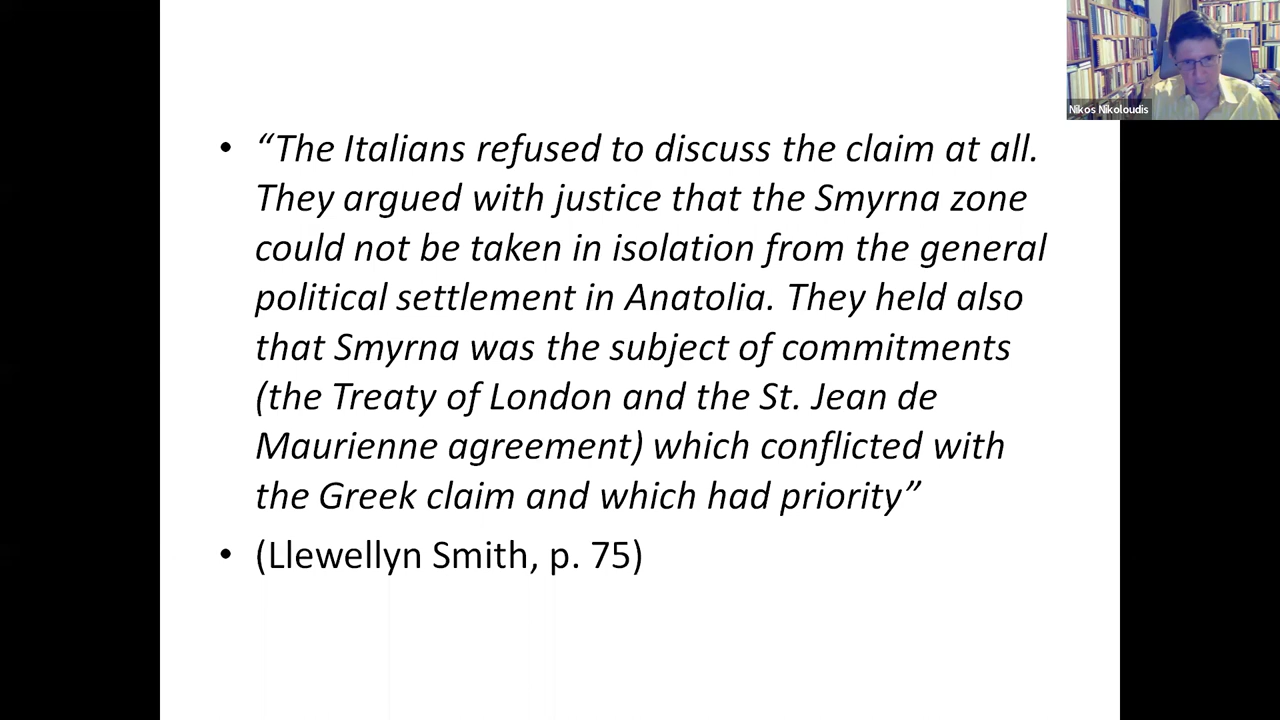 Nikos Nikoloudis
• “The Italians refused to discuss the claim at all.
They argued with justice that the Smyrna zone
could not be taken in isolation from the general
political settlement in Anatolia. They held also
that Smyrna was the subject of commitments
(the Treaty of London and the St. Jean de
Maurienne agreement) which conflicted with
the Greek claim and which had priority”
• (Llewellyn Smith, p. 75)